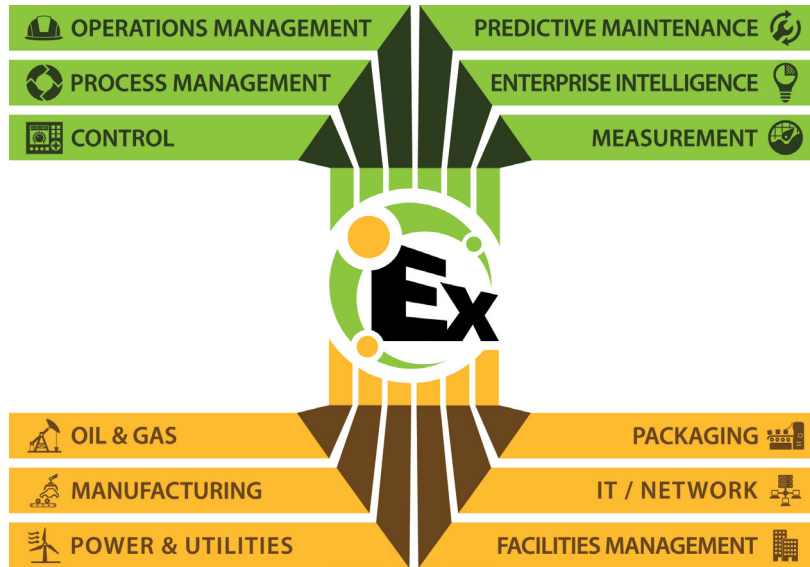 OPERATIONS MANAGEMENT
PREDICTIVE MAINTENANCE
PROCESS MANAGEMENT
ENTERPRISE INTELLIGENCE
CONTROL
MEASUREMENT
Ex
OIL & GAS
PACKAGING
MANUFACTURING
IT / NETWORK
POWER & UTILITIES
FACILITIES MANAGEMENT